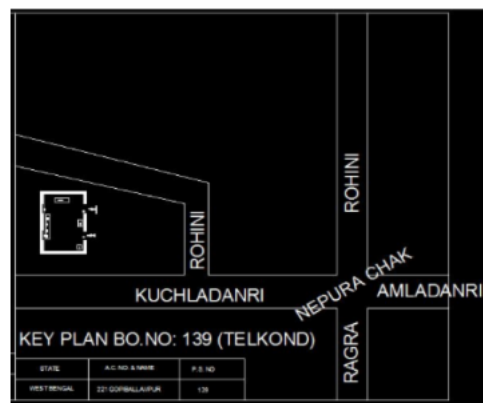 ROHINI
ROHINI
NEPURA CHAK
KUCHLADANRI
AMLADANRI
RAGRA
KEY PLAN BO.NO: 139 (TELKOND)
STATE A.C. NO. & NAME P.S. NO
WEST BENGAL 221 139